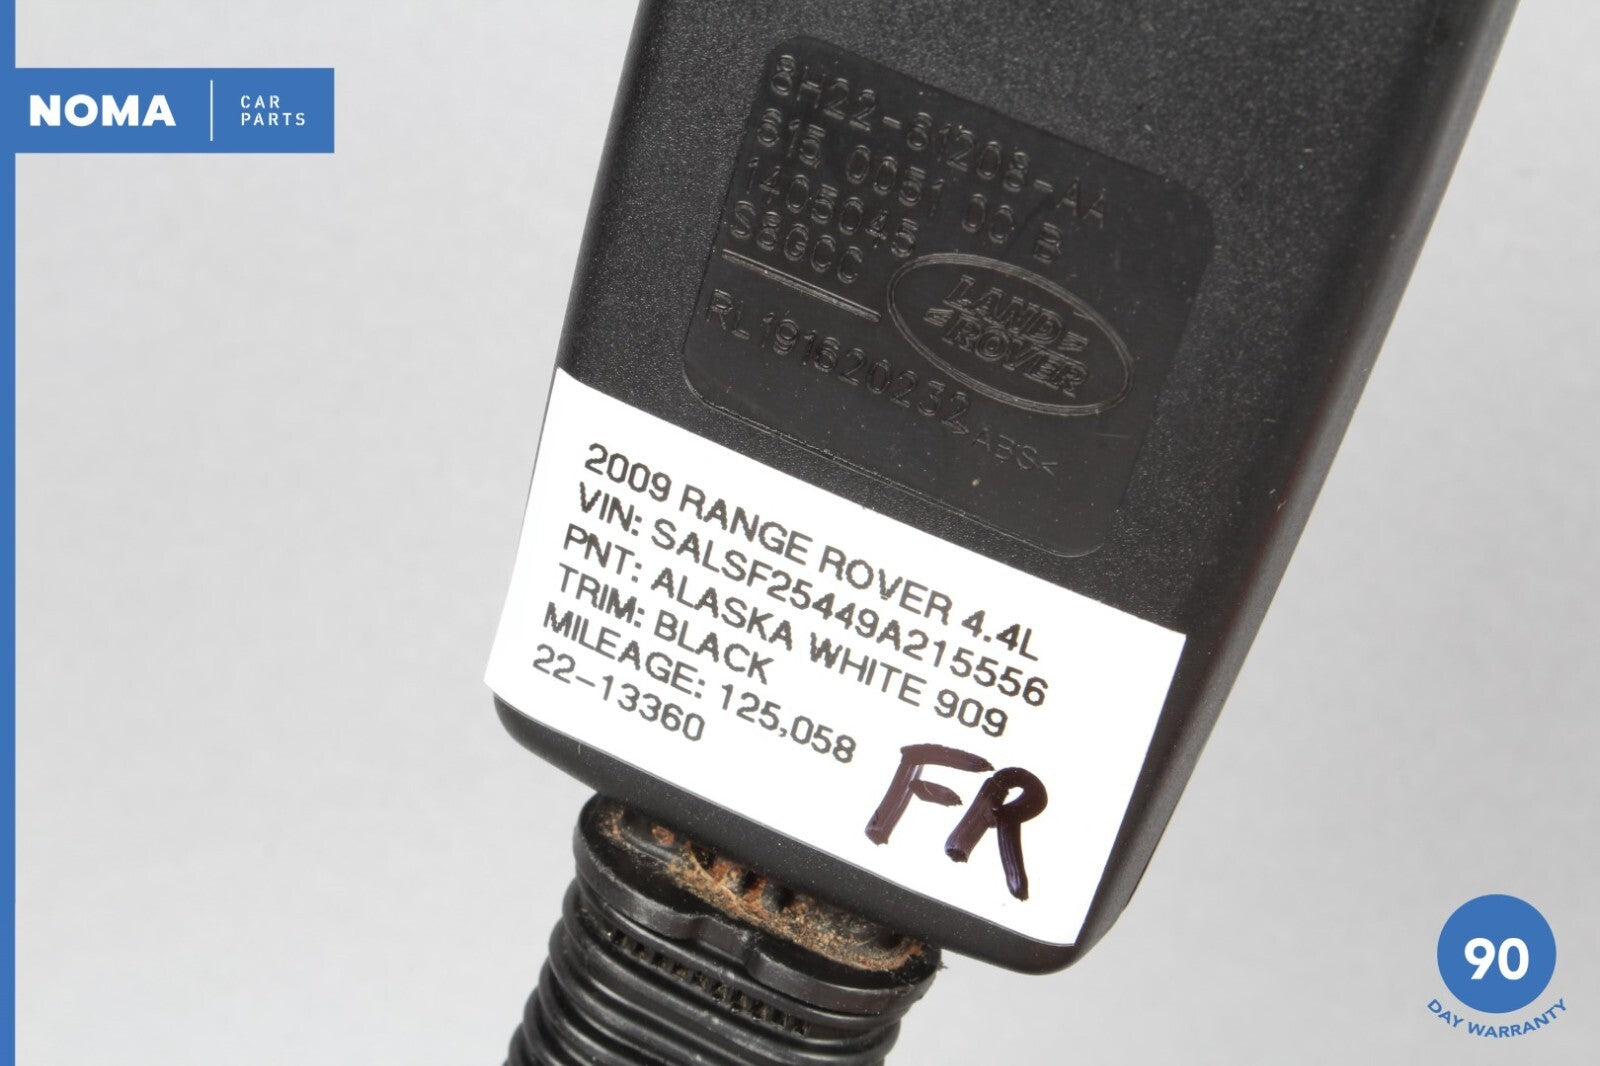 NOMA
CAR
PARTS
8H22-61208-AA
615 0051 00/B
1405045
S8GCC
RL191620232
>ABS<
LAND
ROVER
2009 RANGE ROVER 4.4L
VIN: SALSF25449A215556
PNT: ALASKA WHITE 909
TRIM: BLACK
MILEAGE: 125,058
22-13360
FR
90
DAY WARRANTY